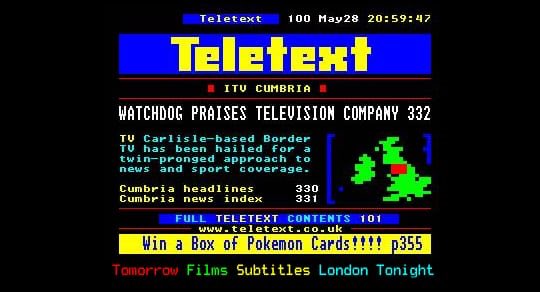 Teletext 100 May28 20:59:47
Teletext
ITV CUMBRIA
WATCHDOG PRAISES TELEVISION COMPANY 332
TV Carlisle-based Border
TV has been hailed for a
twin-pronged approach to
news and sport coverage.
Cumbria headlines 330
Cumbria news index 331
FULL TELETEXT CONTENTS 101
www.teletext.co.uk
Win a Box of Pokemon Cards!!!! p355
Tomorrow Films Subtitles London Tonight